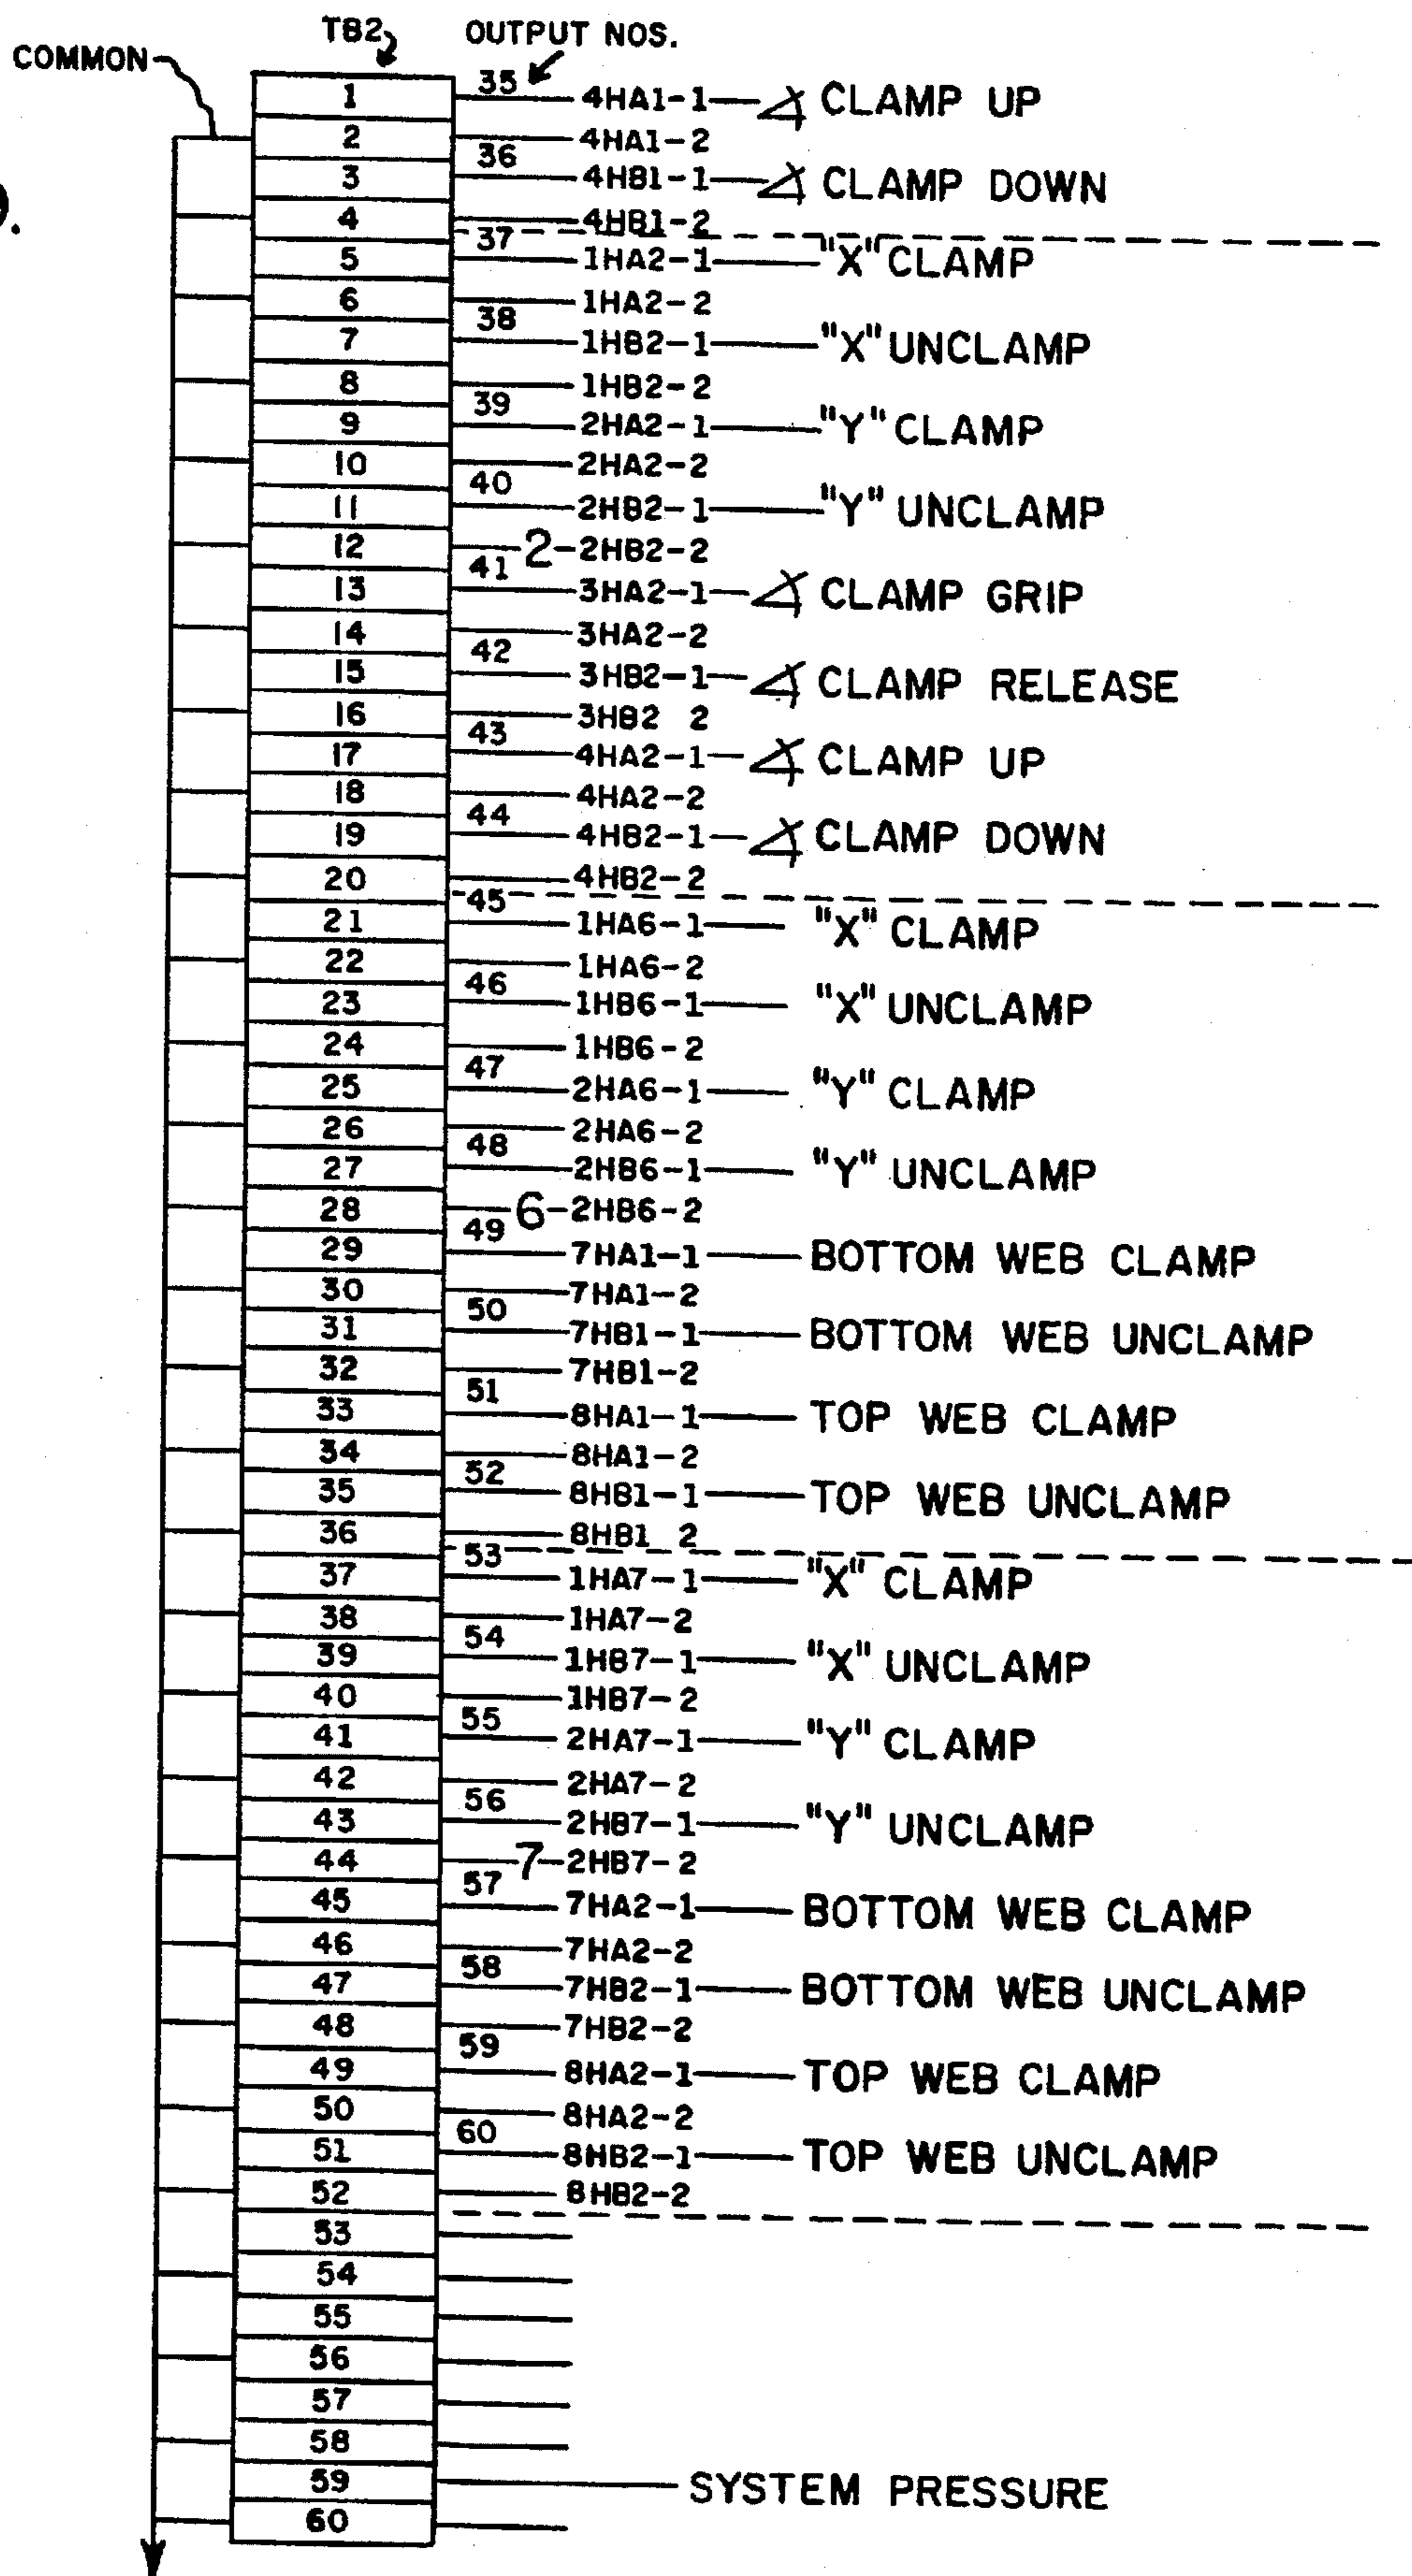 TB2 OUTPUT NOS.
COMMON
1 35 4HA1-1 ∡ CLAMP UP
2 4HA1-2
3 36 4HB1-1 ∡ CLAMP DOWN
).
4 4HB1-2
5 37 1HA2-1 "X" CLAMP
6 1HA2-2
7 38 1HB2-1 "X" UNCLAMP
8 1HB2-2
9 39 2HA2-1 "Y" CLAMP
10 2HA2-2
11 40 2HB2-1 "Y" UNCLAMP
12 2 2HB2-2
13 41 3HA2-1 ∡ CLAMP GRIP
14 3HA2-2
15 42 3HB2-1 ∡ CLAMP RELEASE
16 3HB2 2
17 43 4HA2-1 ∡ CLAMP UP
18 4HA2-2
19 44 4HB2-1 ∡ CLAMP DOWN
20 4HB2-2
21 45 1HA6-1 "X" CLAMP
22 1HA6-2
23 46 1HB6-1 "X" UNCLAMP
24 1HB6-2
25 47 2HA6-1 "Y" CLAMP
26 2HA6-2
27 48 2HB6-1 "Y" UNCLAMP
28 6 2HB6-2
29 49 7HA1-1 BOTTOM WEB CLAMP
30 7HA1-2
31 50 7HB1-1 BOTTOM WEB UNCLAMP
32 7HB1-2
33 51 8HA1-1 TOP WEB CLAMP
34 8HA1-2
35 52 8HB1-1 TOP WEB UNCLAMP
36 8HB1 2
37 53 1HA7-1 "X" CLAMP
38 1HA7-2
39 54 1HB7-1 "X" UNCLAMP
40 1HB7-2
41 55 2HA7-1 "Y" CLAMP
42 2HA7-2
43 56 2HB7-1 "Y" UNCLAMP
44 7 2HB7-2
45 57 7HA2-1 BOTTOM WEB CLAMP
46 7HA2-2
47 58 7HB2-1 BOTTOM WEB UNCLAMP
48 7HB2-2
49 59 8HA2-1 TOP WEB CLAMP
50 8HA2-2
51 60 8HB2-1 TOP WEB UNCLAMP
52 8HB2-2
53
54
55
56
57
58
59 SYSTEM PRESSURE
60